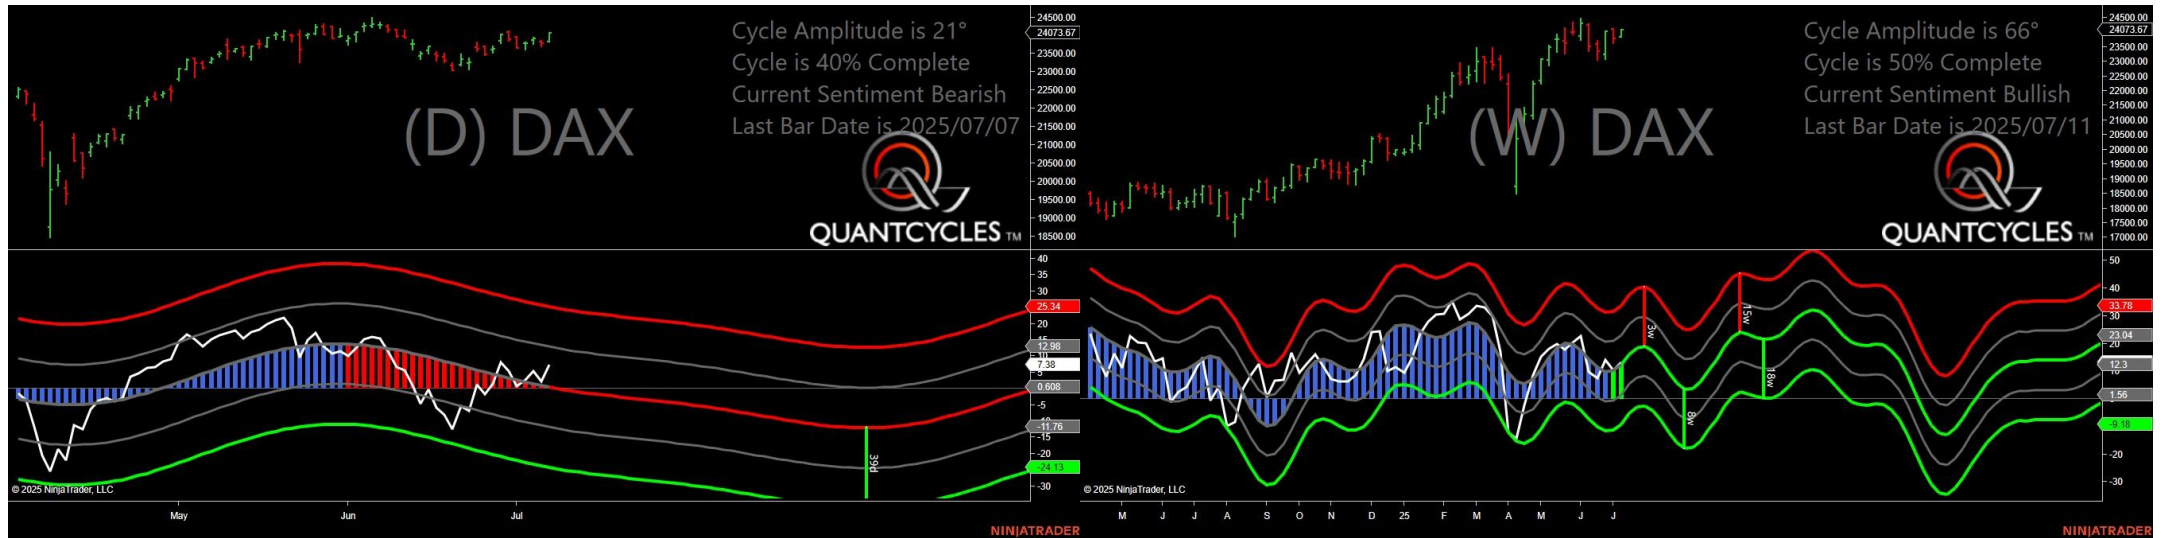 Cycle Amplitude is 21°
Cycle is 40% Complete
Current Sentiment Bearish
Last Bar Date is 2025/07/07
(D) DAX
QUANTCYCLES TM
24500.00
24073.67
23500.00
23000.00
22500.00
22000.00
21500.00
21000.00
20500.00
20000.00
19500.00
19000.00
18500.00
40
35
30
25.34
20
12.98
7.38
0.608
-5
-11.76
-15
-20
-24.13
-30
39d
© 2025 NinjaTrader, LLC
May Jun Jul
NINJATRADER
Cycle Amplitude is 66°
Cycle is 50% Complete
Current Sentiment Bullish
Last Bar Date is 2025/07/11
(W) DAX
QUANTCYCLES TM
24500.00
24073.67
23500.00
23000.00
22500.00
22000.00
21500.00
21000.00
20500.00
20000.00
19500.00
19000.00
18500.00
18000.00
17500.00
17000.00
50
40
33.78
30
23.04
20
12.3
1.56
-9.18
-20
-30
3w
8w
15w
18w
© 2025 NinjaTrader, LLC
M J J A S O N D 25 F M A M J J
NINJATRADER